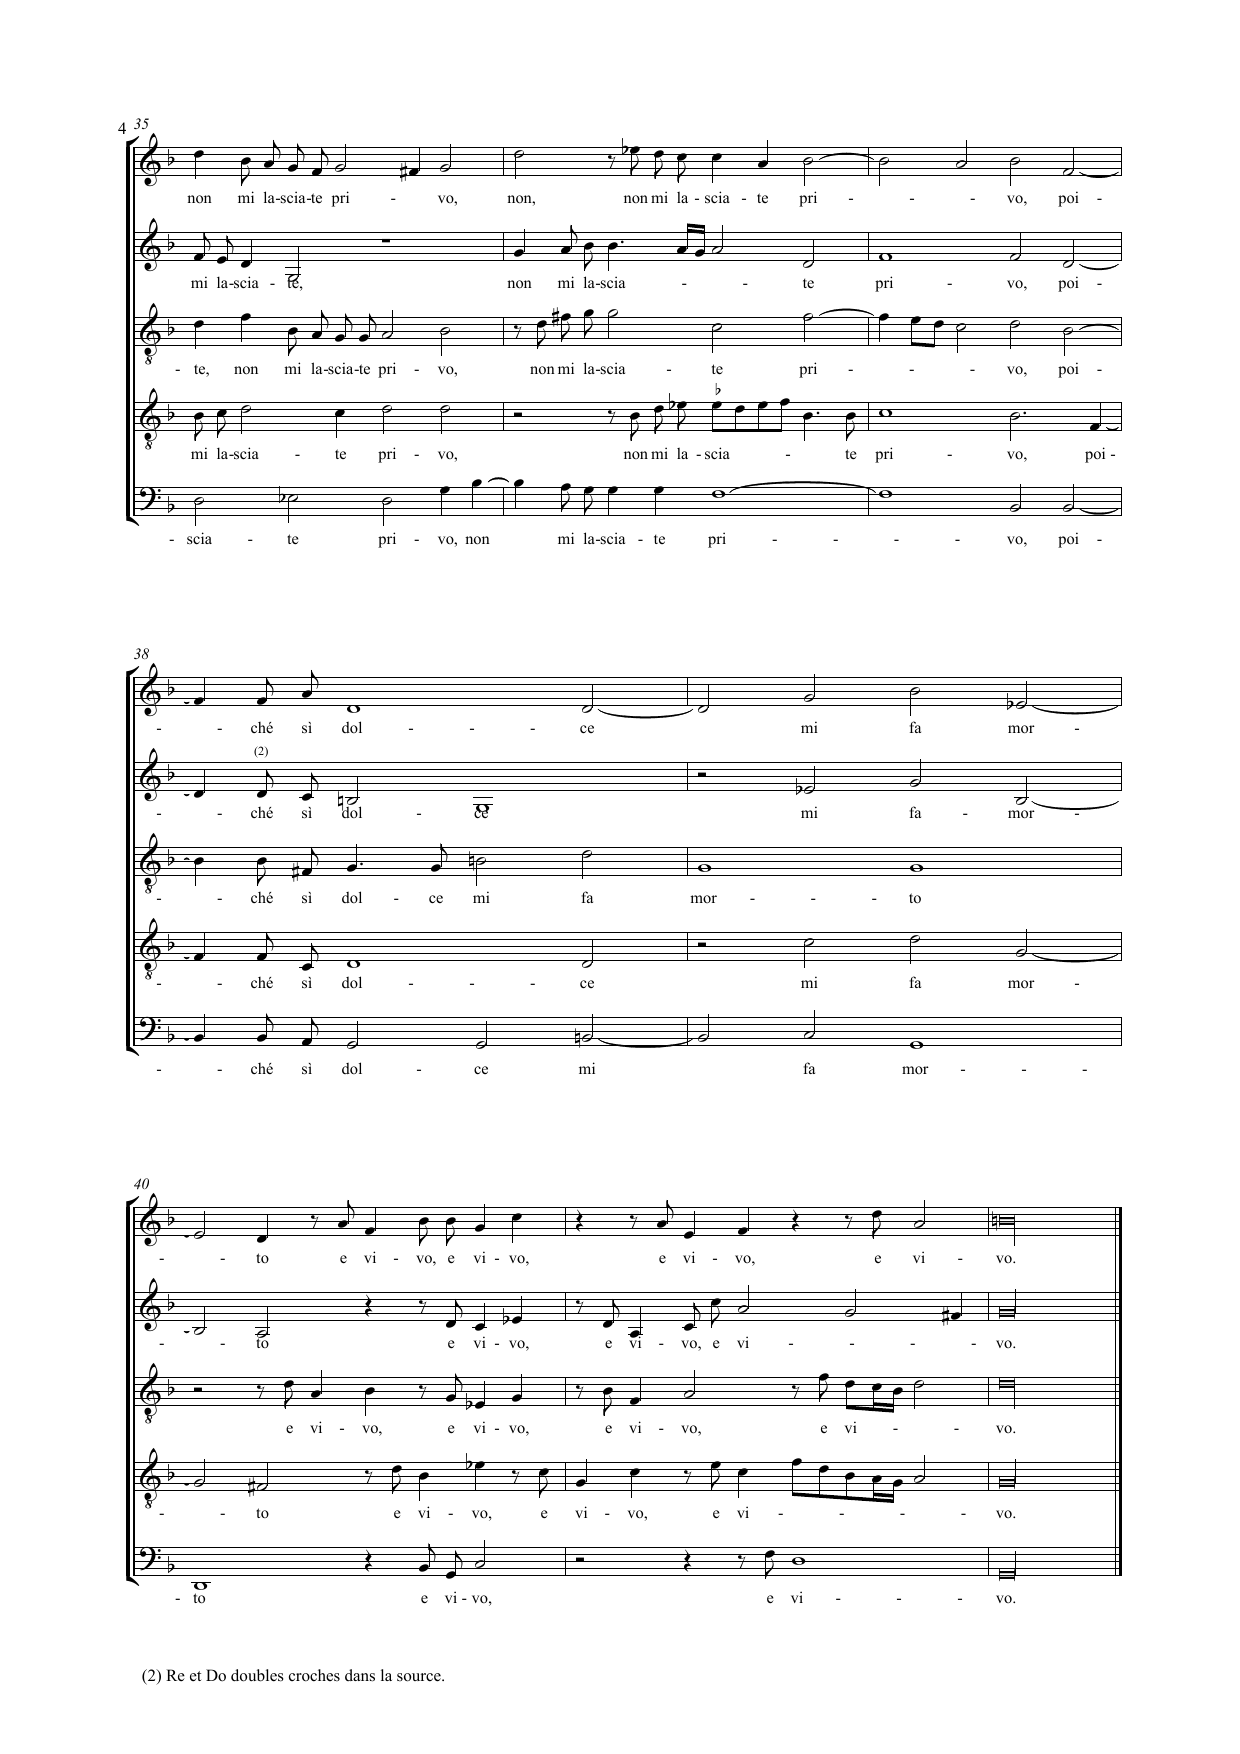 4 35
non mi la-scia-te pri - vo, non, non mi la - scia - te pri - - - vo, poi -
mi la-scia - te, non mi la-scia - - - te pri - vo, poi -
- te, non mi la-scia-te pri - vo, non mi la-scia - te pri - - - vo, poi -
mi la-scia - te pri - vo, non mi la - scia - - te pri - vo, poi -
- scia - te pri - vo, non mi la-scia - te pri - - - - vo, poi -
38
- - ché sì dol - - - ce mi fa mor -
(2)
- - ché sì dol - ce mi fa - mor -
- - ché sì dol - ce mi fa mor - - - to
- - ché sì dol - - - ce mi fa mor -
- - ché sì dol - ce mi fa mor - - -
40
- - to e vi - vo, e vi - vo, e vi - vo, e vi - vo.
- - to e vi - vo, e vi - vo, e vi - - - - vo.
e vi - vo, e vi - vo, e vi - vo, e vi - - vo.
- - to e vi - vo, e vi - vo, e vi - - - - vo.
- to e vi - vo, e vi - - - vo.
(2) Re et Do doubles croches dans la source.